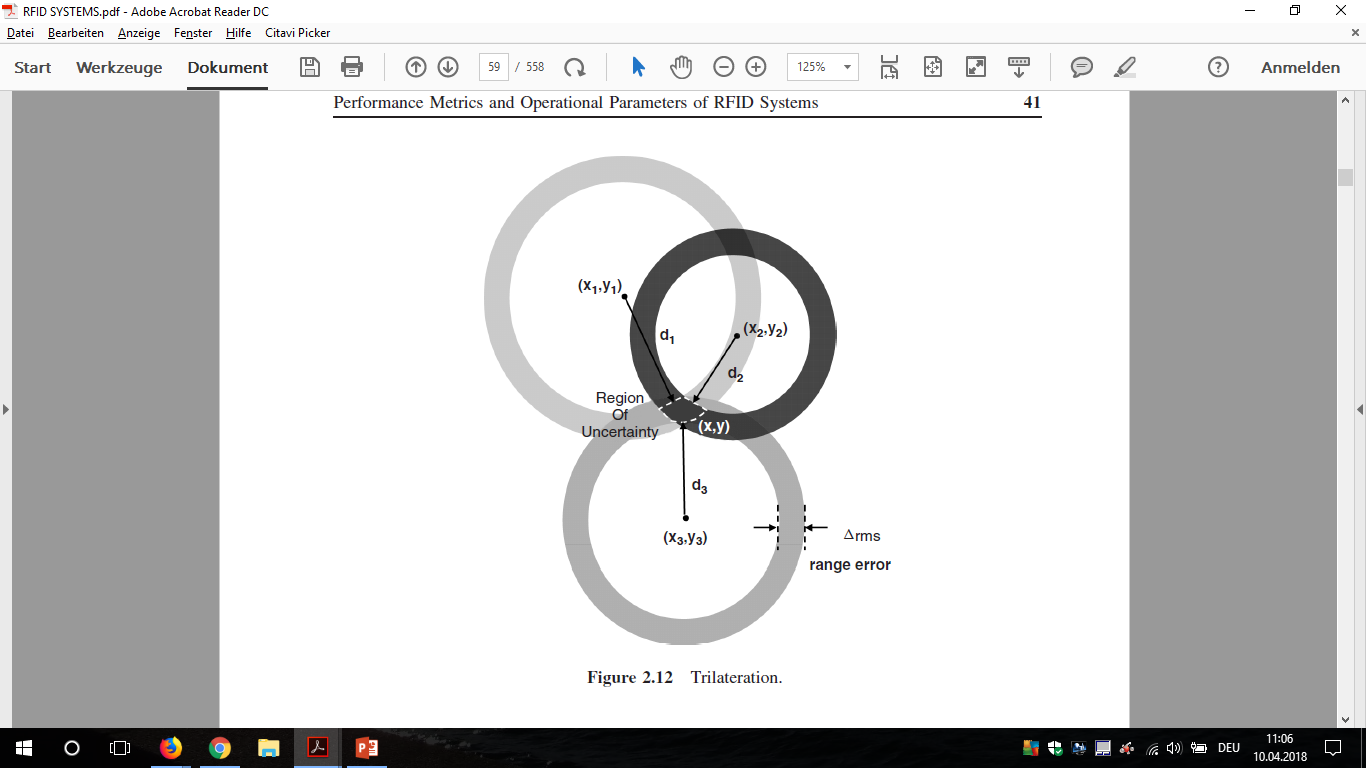 RFID SYSTEMS.pdf - Adobe Acrobat Reader DC
Datei Bearbeiten Anzeige Fenster Hilfe Citavi Picker
Start Werkzeuge Dokument 59 / 558 125% Anmelden
Performance Metrics and Operational Parameters of RFID Systems 41
(x1,y1)
d1
(x2,y2)
d2
Region
Of
Uncertainty
(x,y)
d3
(x3,y3)
Δrms
range error
Figure 2.12 Trilateration.
DEU
11:06
10.04.2018